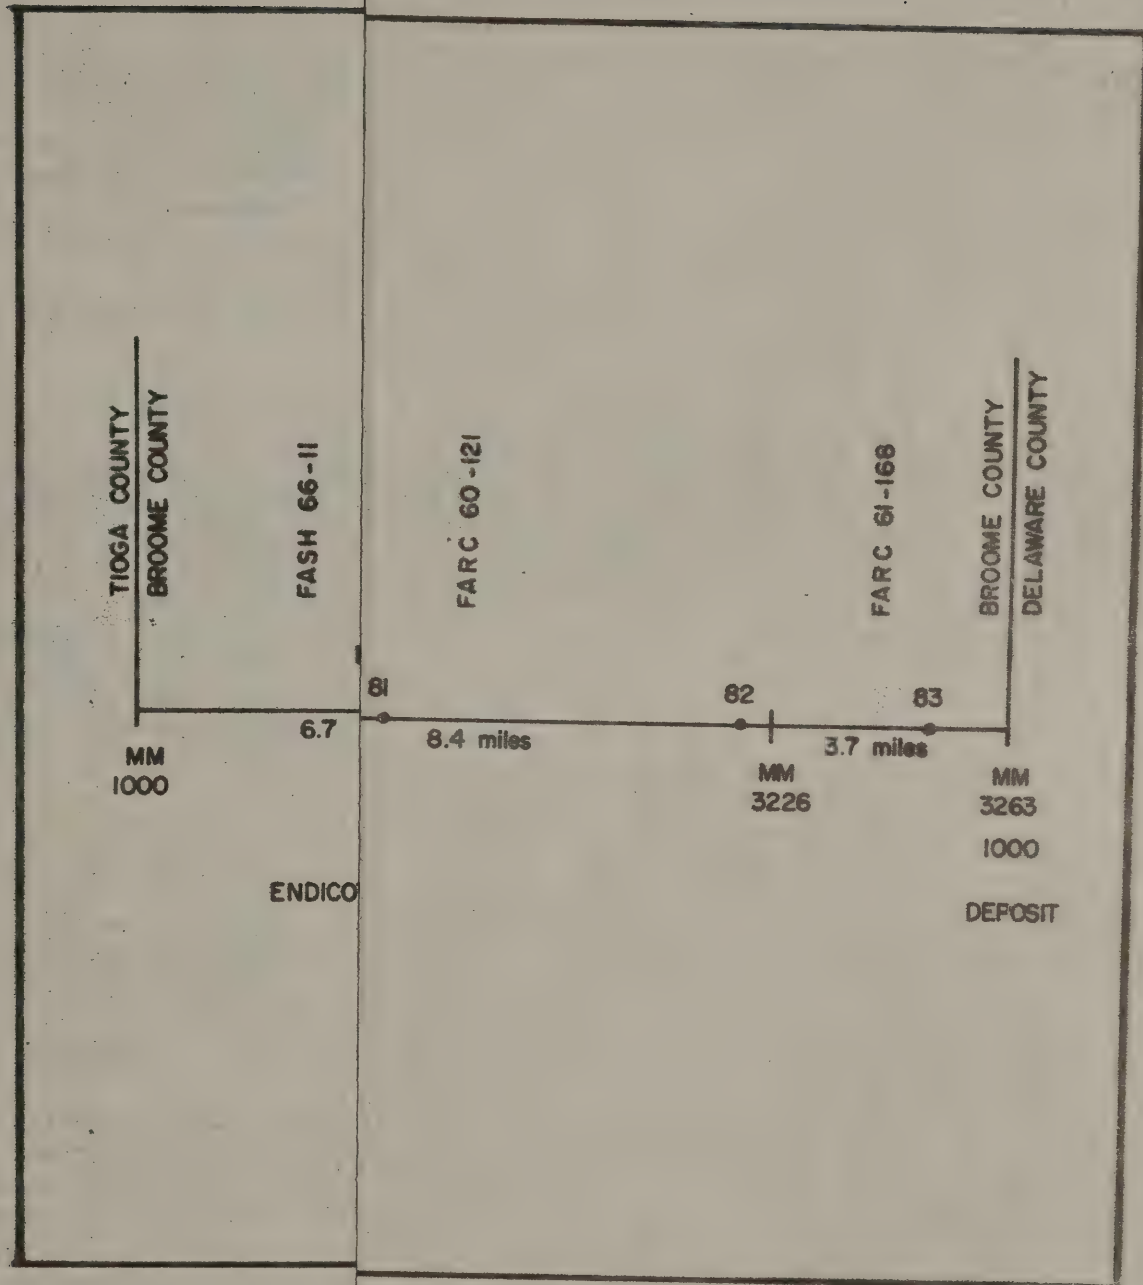 TIOGA COUNTY
BROOME COUNTY
FASH 66-11
FARC 60-121
FARC 61-168
BROOME COUNTY
DELAWARE COUNTY
81
82
83
6.7
8.4 miles
3.7 miles
MM
1000
MM
3226
MM
3263
1000
ENDICO
DEPOSIT